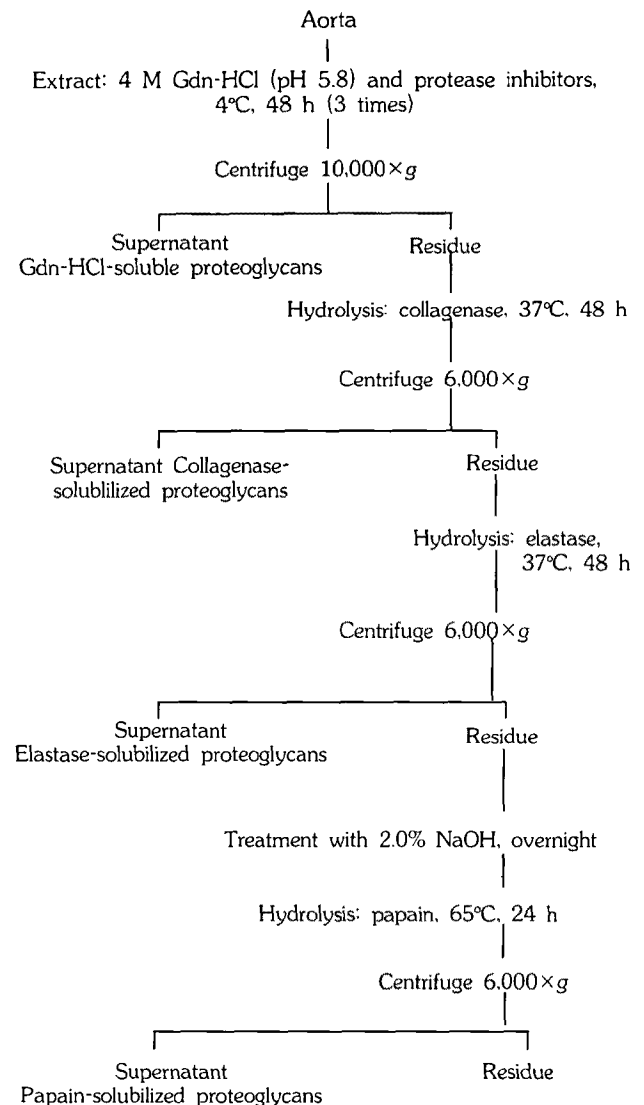 Aorta
Extract: 4 M Gdn-HCl (pH 5.8) and protease inhibitors,
4°C, 48 h (3 times)
Centrifuge 10,000×g
Supernatant Residue
Gdn-HCl-soluble proteoglycans
Hydrolysis: collagenase, 37°C, 48 h
Centrifuge 6,000×g
Supernatant Collagenase- Residue
solublilized proteoglycans
Hydrolysis: elastase,
37°C, 48 h
Centrifuge 6,000×g
Supernatant Residue
Elastase-solubilized proteoglycans
Treatment with 2.0% NaOH, overnight
Hydrolysis: papain, 65°C, 24 h
Centrifuge 6,000×g
Supernatant Residue
Papain-solubilized proteoglycans